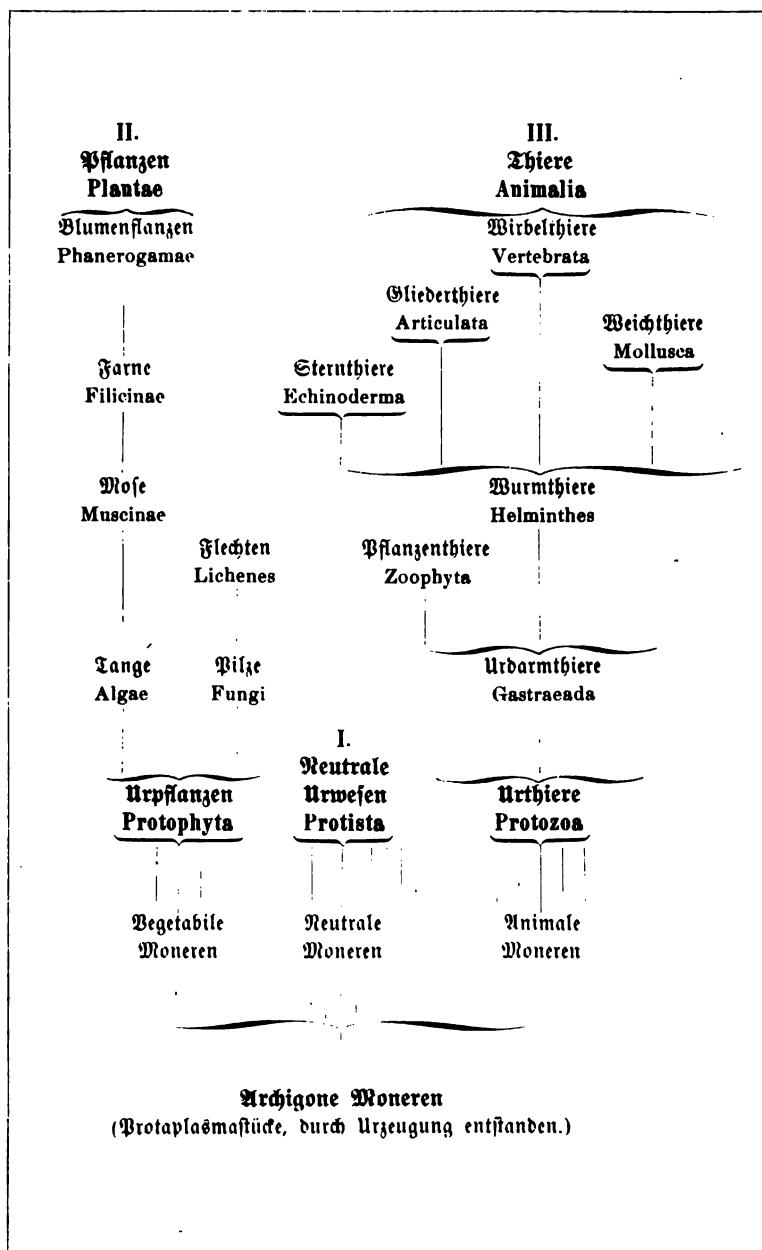 II.
Pflanzen
Plantae
Blumenflanzen
Phanerogamae
III.
Thiere
Animalia
Wirbelthiere
Vertebrata
Gliederthiere
Articulata
Weichthiere
Mollusca
Farne
Filicinae
Sternthiere
Echinoderma
Mose
Muscinae
Wurmthiere
Helminthes
Flechten
Lichenes
Pflanzenthiere
Zoophyta
Tange
Algae
Pilze
Fungi
Urdarmthiere
Gastraeada
I.
Neutrale
Urwesen
Protista
Urpflanzen
Protophyta
Urthiere
Protozoa
Vegetabile
Moneren
Neutrale
Moneren
Animale
Moneren
Archigone Moneren
(Protaplasmastücke, durch Urzeugung entstanden.)